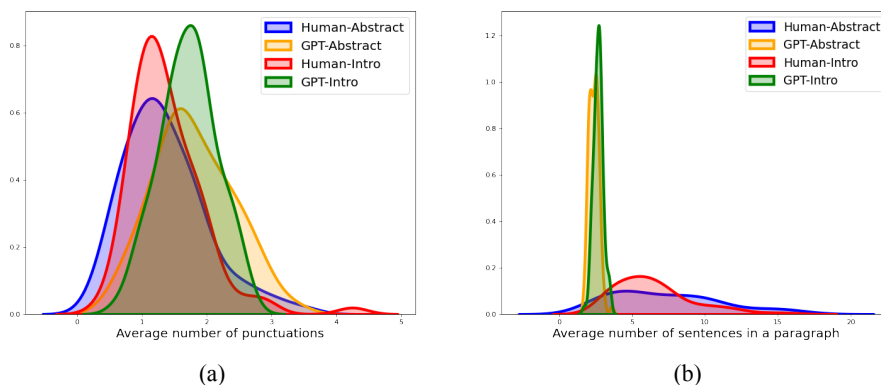 Human-Abstract
GPT-Abstract
Human-Intro
GPT-Intro
0.8
0.6
0.4
0.2
0.0
0
1
2
3
4
5
Average number of punctuations
(a)
Human-Abstract
GPT-Abstract
Human-Intro
GPT-Intro
1.2
1.0
0.8
0.6
0.4
0.2
0.0
0
5
10
15
20
Average number of sentences in a paragraph
(b)